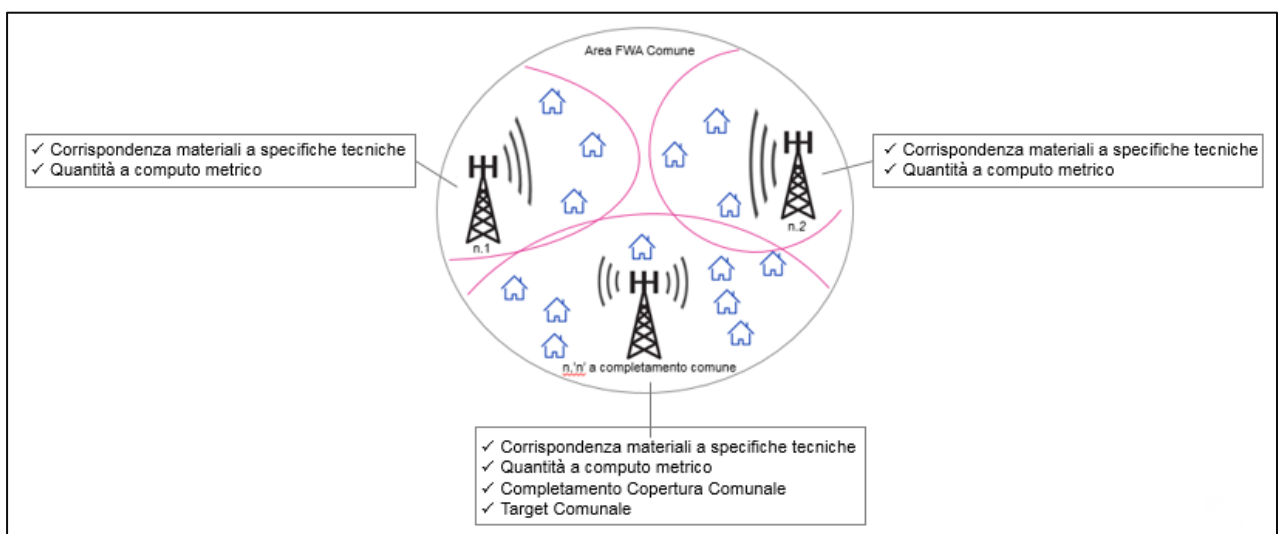 Area FWA Comune
✓ Corrispondenza materiali a specifiche tecniche
✓ Quantità a computo metrico
n.1
✓ Corrispondenza materiali a specifiche tecniche
✓ Quantità a computo metrico
n.2
n.'n' a completamento comune
✓ Corrispondenza materiali a specifiche tecniche
✓ Quantità a computo metrico
✓ Completamento Copertura Comunale
✓ Target Comunale